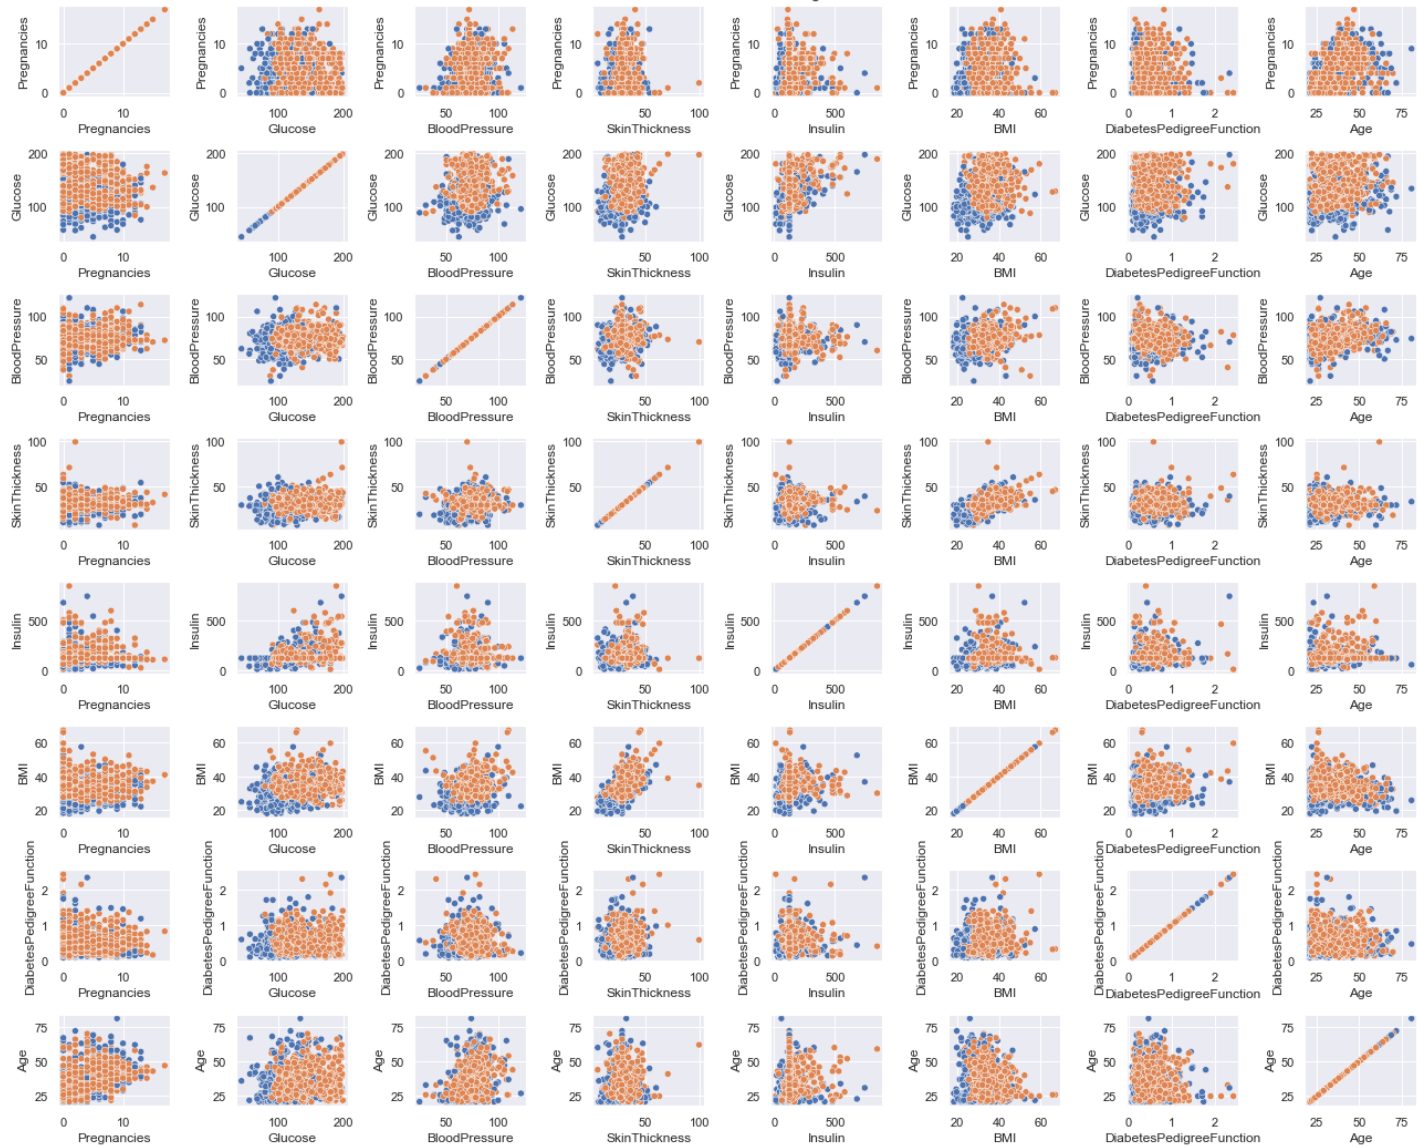 10 10 10 10 10 10 10 10
Pregnancies Pregnancies Pregnancies Pregnancies Pregnancies Pregnancies Pregnancies Pregnancies
0 0 0 0 0 0 0 0
0 10 100 200 50 100 50 100 0 500 20 40 60 0 1 2 25 50 75
Pregnancies Glucose BloodPressure SkinThickness Insulin BMI DiabetesPedigreeFunction Age
200 200 200 200 200 200 200 200
Glucose Glucose Glucose Glucose Glucose Glucose Glucose Glucose
100 100 100 100 100 100 100 100
0 10 100 200 50 100 50 100 0 500 20 40 60 0 1 2 25 50 75
Pregnancies Glucose BloodPressure SkinThickness Insulin BMI DiabetesPedigreeFunction Age
100 100 100 100 100 100 100 100
BloodPressure BloodPressure BloodPressure BloodPressure BloodPressure BloodPressure BloodPressure BloodPressure
50 50 50 50 50 50 50 50
0 10 100 200 50 100 50 100 0 500 20 40 60 0 1 2 25 50 75
Pregnancies Glucose BloodPressure SkinThickness Insulin BMI DiabetesPedigreeFunction Age
100 100 100 100 100 100 100 100
SkinThickness SkinThickness SkinThickness SkinThickness SkinThickness SkinThickness SkinThickness SkinThickness
50 50 50 50 50 50 50 50
0 10 100 200 50 100 50 100 0 500 20 40 60 0 1 2 25 50 75
Pregnancies Glucose BloodPressure SkinThickness Insulin BMI DiabetesPedigreeFunction Age
500 500 500 500 500 500 500 500
Insulin Insulin Insulin Insulin Insulin Insulin Insulin Insulin
0 0 0 0 0 0 0 0
0 10 100 200 50 100 50 100 0 500 20 40 60 0 1 2 25 50 75
Pregnancies Glucose BloodPressure SkinThickness Insulin BMI DiabetesPedigreeFunction Age
60 60 60 60 60 60 60 60
40 40 40 40 40 40 40 40
BMI BMI BMI BMI BMI BMI BMI BMI
20 20 20 20 20 20 20 20
0 10 100 200 50 100 50 100 0 500 20 40 60 0 1 2 25 50 75
Pregnancies Glucose BloodPressure SkinThickness Insulin BMI DiabetesPedigreeFunction Age
2 2 2 2 2 2 2 2
DiabetesPedigreeFunction DiabetesPedigreeFunction DiabetesPedigreeFunction DiabetesPedigreeFunction DiabetesPedigreeFunction DiabetesPedigreeFunction DiabetesPedigreeFunction DiabetesPedigreeFunction
1 1 1 1 1 1 1 1
0 0 0 0 0 0 0 0
0 10 100 200 50 100 50 100 0 500 20 40 60 0 1 2 25 50 75
Pregnancies Glucose BloodPressure SkinThickness Insulin BMI DiabetesPedigreeFunction Age
75 75 75 75 75 75 75 75
50 50 50 50 50 50 50 50
Age Age Age Age Age Age Age Age
25 25 25 25 25 25 25 25
0 10 100 200 50 100 50 100 0 500 20 40 60 0 1 2 25 50 75
Pregnancies Glucose BloodPressure SkinThickness Insulin BMI DiabetesPedigreeFunction Age